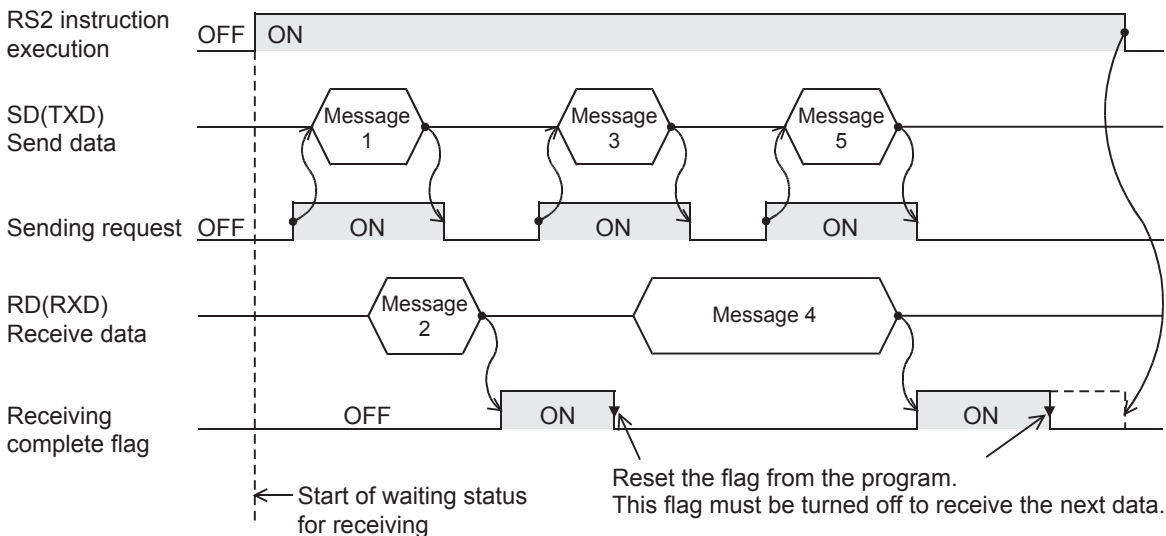 RS2 instruction
execution
OFF
ON
SD(TXD)
Send data
Message
1
Message
3
Message
5
Sending request
OFF
ON
ON
ON
RD(RXD)
Receive data
Message
2
Message 4
Receiving
complete flag
OFF
ON
ON
Start of waiting status
for receiving
Reset the flag from the program.
This flag must be turned off to receive the next data.